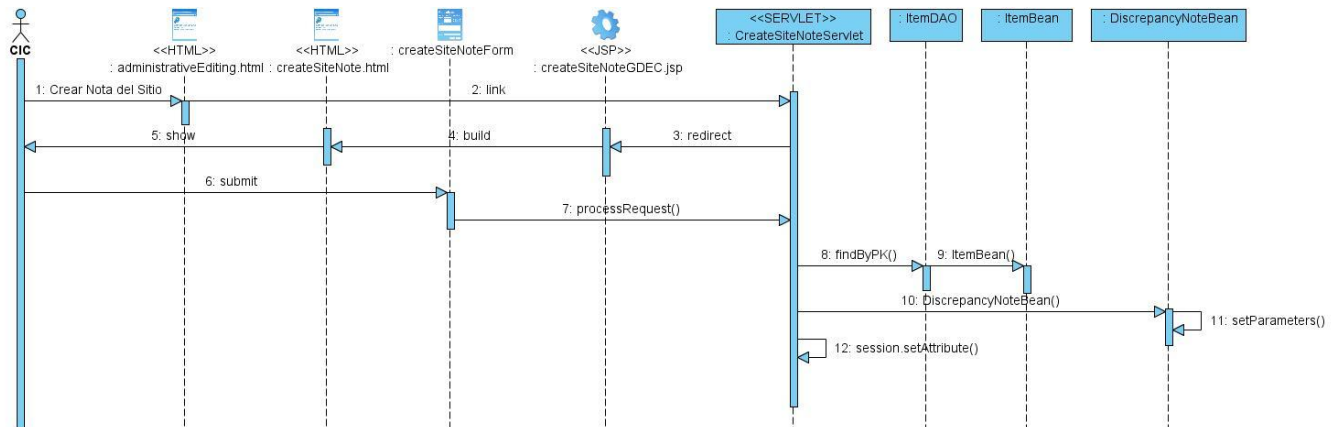 CIC
<<HTML>>
: administrativeEditing.html
<<HTML>>
: createSiteNote.html
: createSiteNoteForm
<<JSP>>
: createSiteNoteGDEC.jsp
<<SERVLET>>
: CreateSiteNoteServlet
: ItemDAO
: ItemBean
: DiscrepancyNoteBean
1: Crear Nota del Sitio
2: link
5: show
4: build
3: redirect
6: submit
7: processRequest()
8: findByPK()
9: ItemBean()
10: DiscrepancyNoteBean()
11: setParameters()
12: session.setAttribute()